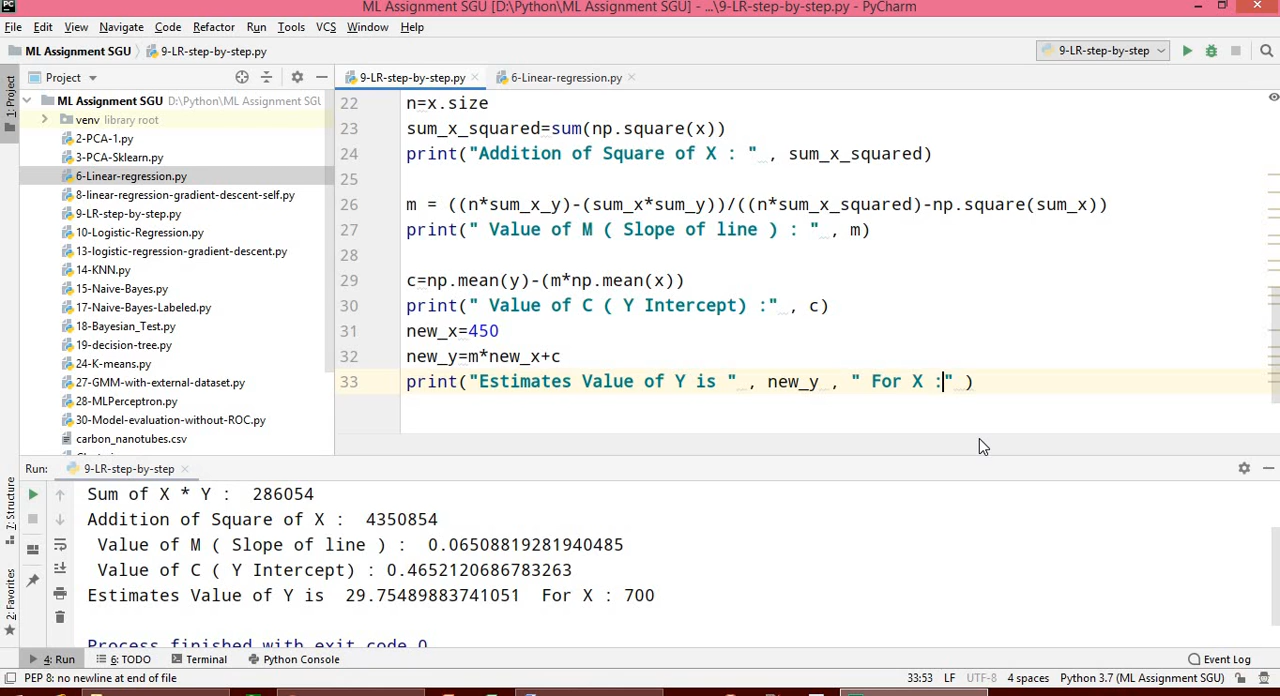 ML Assignment SGU [D:\Python\ML Assignment SGU] - ...\9-LR-step-by-step.py - PyCharm
File Edit View Navigate Code Refactor Run Tools VCS Window Help
ML Assignment SGU 9-LR-step-by-step.py 9-LR-step-by-step
1: Project
Project 9-LR-step-by-step.py 6-Linear-regression.py
ML Assignment SGU D:\Python\ML Assignment SGU
venv library root
2-PCA-1.py
3-PCA-Sklearn.py
6-Linear-regression.py
8-linear-regression-gradient-descent-self.py
9-LR-step-by-step.py
10-Logistic-Regression.py
13-logistic-regression-gradient-descent.py
14-KNN.py
15-Naive-Bayes.py
17-Naive-Bayes-Labeled.py
18-Bayesian_Test.py
19-decision-tree.py
24-K-means.py
27-GMM-with-external-dataset.py
28-MLPerceptron.py
30-Model-evaluation-without-ROC.py
carbon_nanotubes.csv
22 n=x.size
23 sum_x_squared=sum(np.square(x))
24 print("Addition of Square of X : " , sum_x_squared)
25
26 m = ((n*sum_x_y)-(sum_x*sum_y))/((n*sum_x_squared)-np.square(sum_x))
27 print(" Value of M ( Slope of line ) : " , m)
28
29 c=np.mean(y)-(m*np.mean(x))
30 print(" Value of C ( Y Intercept) :" , c)
31 new_x=450
32 new_y=m*new_x+c
33 print("Estimates Value of Y is " , new_y , " For X :" )
Run: 9-LR-step-by-step
Sum of X * Y : 286054
Addition of Square of X : 4350854
Value of M ( Slope of line ) : 0.06508819281940485
Value of C ( Y Intercept) : 0.4652120686783263
Estimates Value of Y is 29.75489883741051 For X : 700
Process finished with exit code 0
7: Structure
2: Favorites
4: Run 6: TODO Terminal Python Console Event Log
PEP 8: no newline at end of file 33:53 LF UTF-8 4 spaces Python 3.7 (ML Assignment SGU)